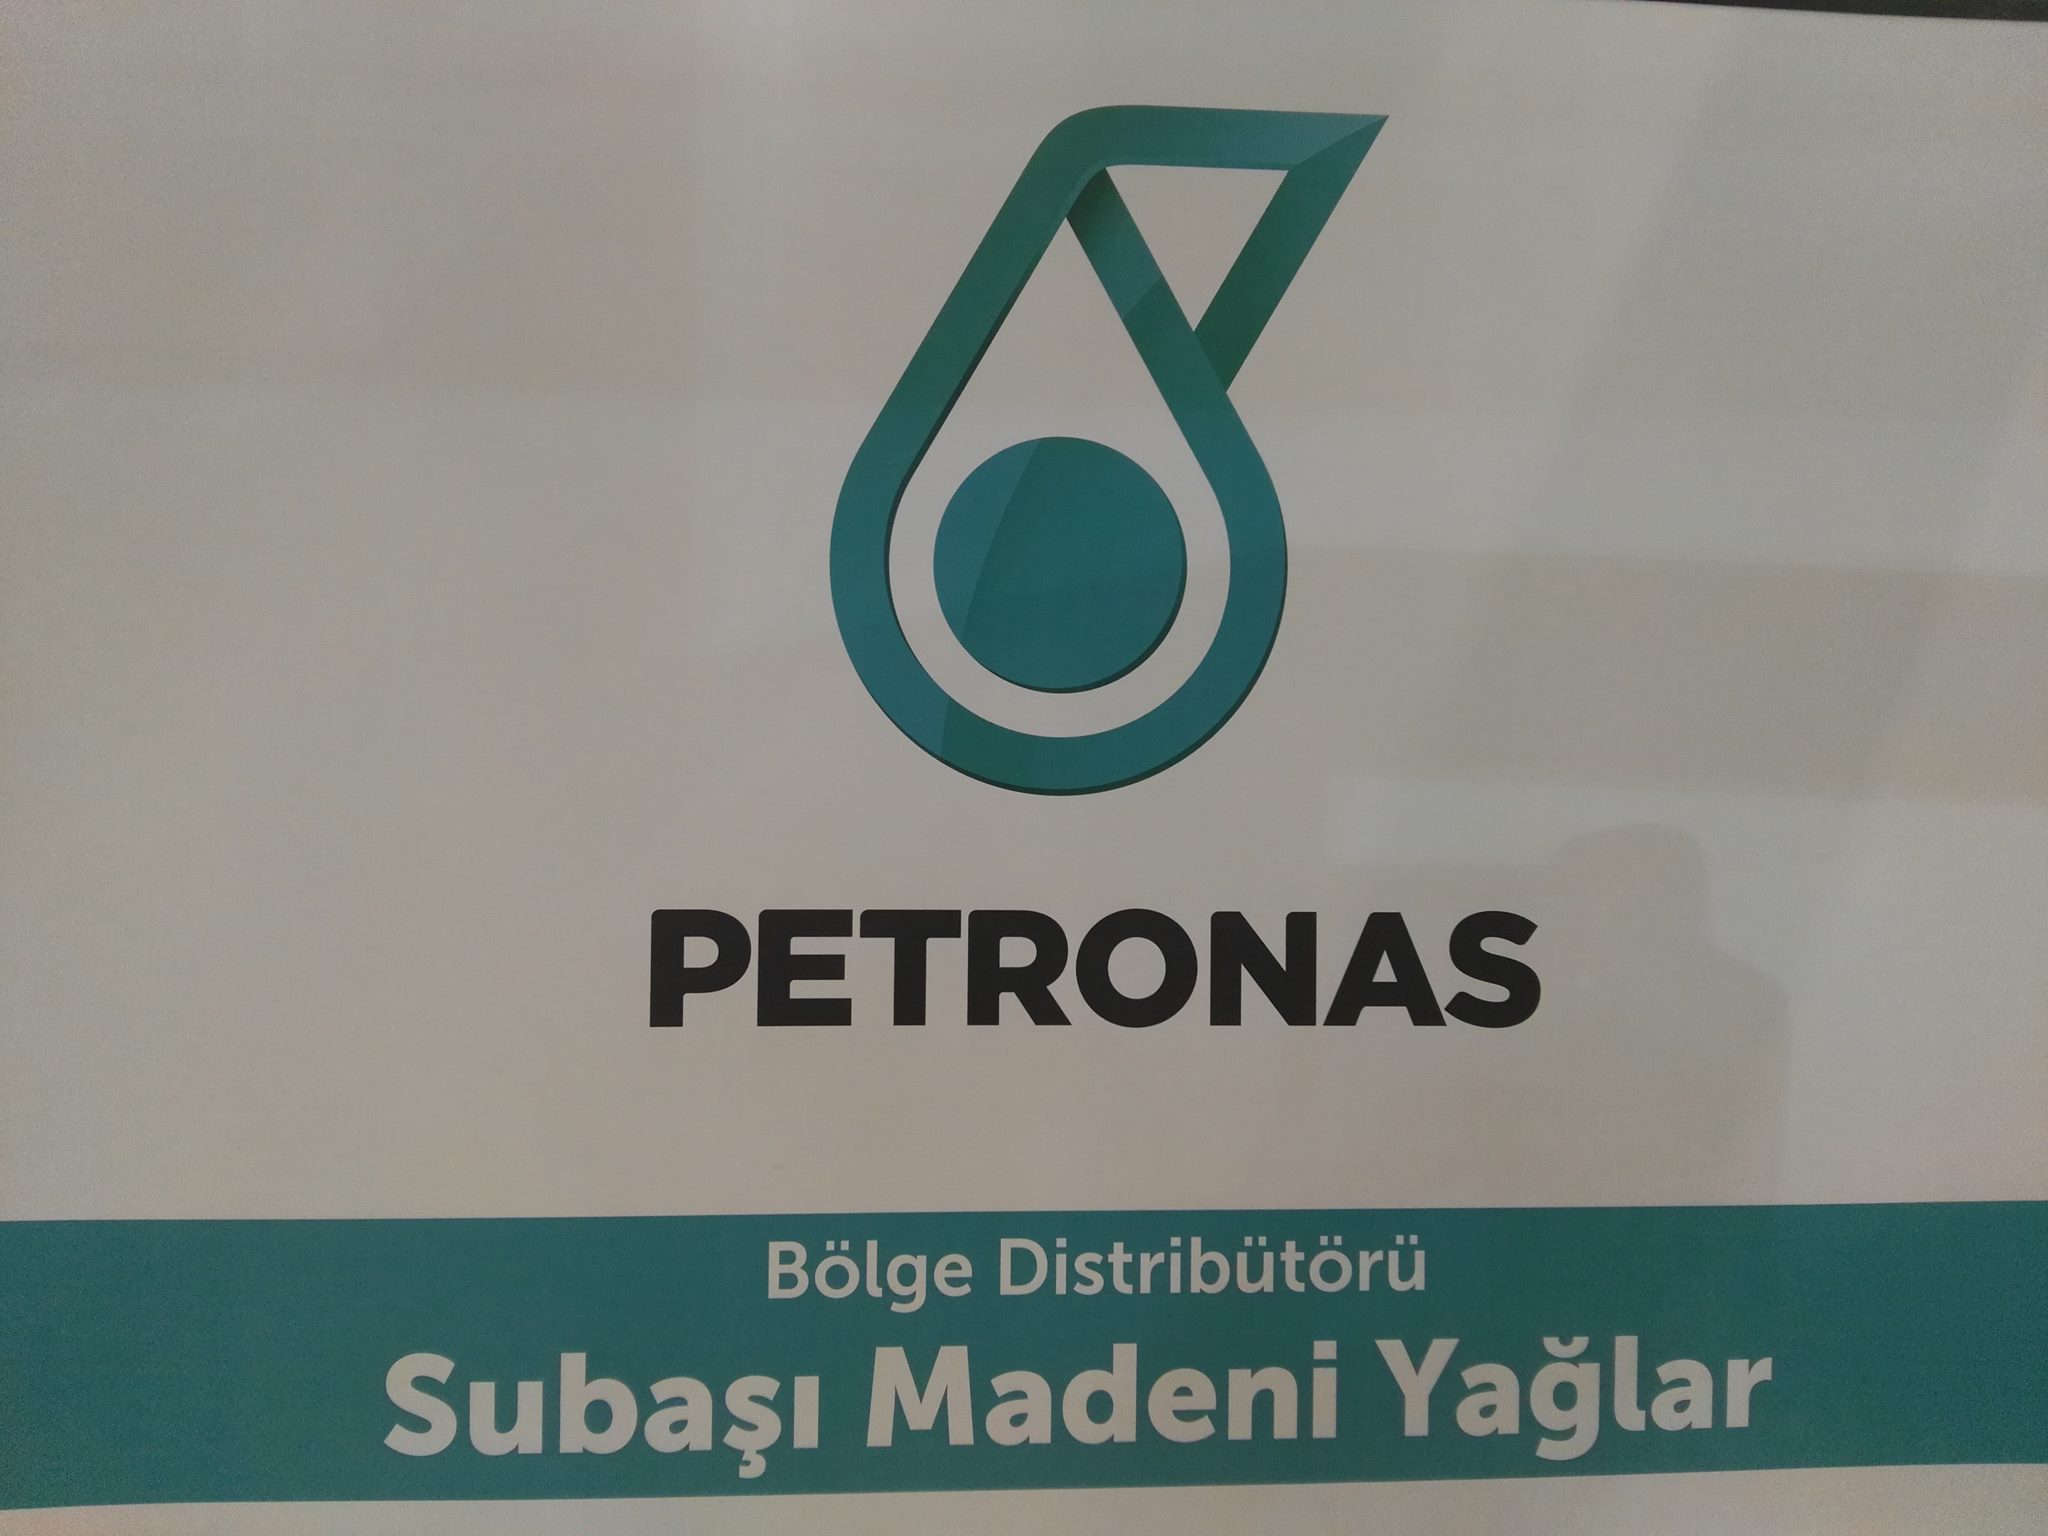 PETRONAS
Bölge Distribütörü
Subaşı Madeni Yağlar